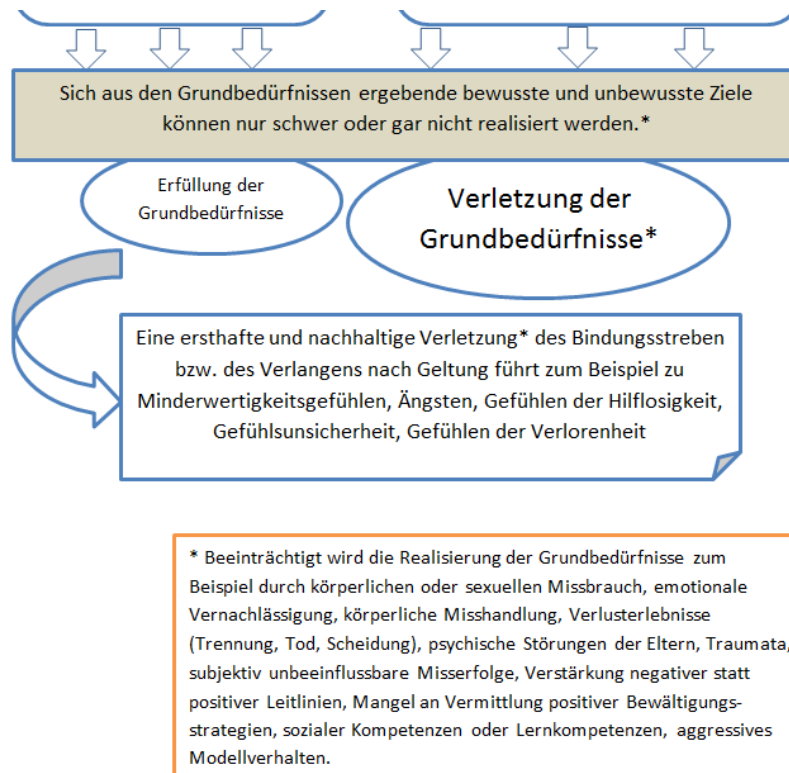 Sich aus den Grundbedürfnissen ergebende bewusste und unbewusste Ziele
können nur schwer oder gar nicht realisiert werden.*
Erfüllung der
Grundbedürfnisse
Verletzung der
Grundbedürfnisse*
Eine ersthafte und nachhaltige Verletzung* des Bindungsstreben
bzw. des Verlangens nach Geltung führt zum Beispiel zu
Minderwertigkeitsgefühlen, Ängsten, Gefühlen der Hilflosigkeit,
Gefühlsunsicherheit, Gefühlen der Verlorenheit
* Beeinträchtigt wird die Realisierung der Grundbedürfnisse zum
Beispiel durch körperlichen oder sexuellen Missbrauch, emotionale
Vernachlässigung, körperliche Misshandlung, Verlusterlebnisse
(Trennung, Tod, Scheidung), psychische Störungen der Eltern, Traumata,
subjektiv unbeeinflussbare Misserfolge, Verstärkung negativer statt
positiver Leitlinien, Mangel an Vermittlung positiver Bewältigungs-
strategien, sozialer Kompetenzen oder Lernkompetenzen, aggressives
Modellverhalten.